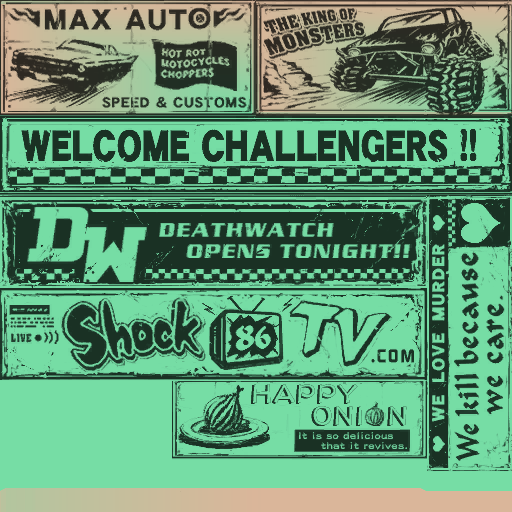 MAX AUTO
HOT ROT
MOTOCYCLES
CHOPPERS
SPEED & CUSTOMS
THE KING OF
MONSTERS
WELCOME CHALLENGERS !!
DW
DEATHWATCH
OPENS TONIGHT!!
LIVE
Shock
86
TV
.COM
HAPPY
ONION
It is so delicious
that it revives.
WE LOVE MURDER
We kill because
we care.